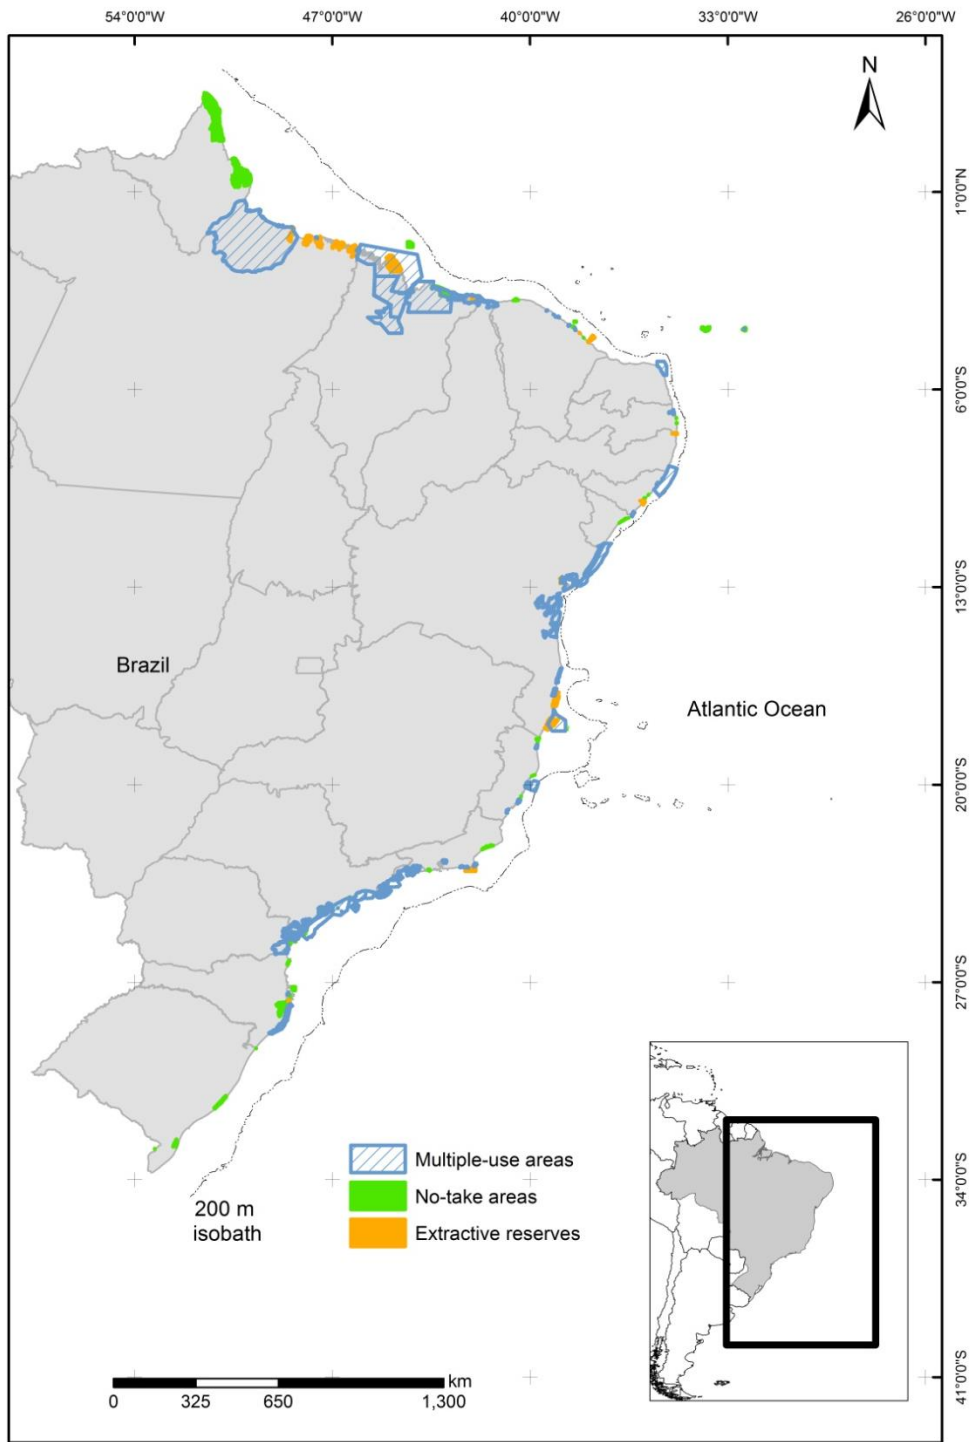 54°0'0"W
47°0'0"W
40°0'0"W
33°0'0"W
26°0'0"W
N
1°0'0"N
6°0'0"S
13°0'0"S
Brazil
Atlantic Ocean
20°0'0"S
27°0'0"S
Multiple-use areas
No-take areas
Extractive reserves
200 m
isobath
34°0'0"S
41°0'0"S
km
0
325
650
1,300